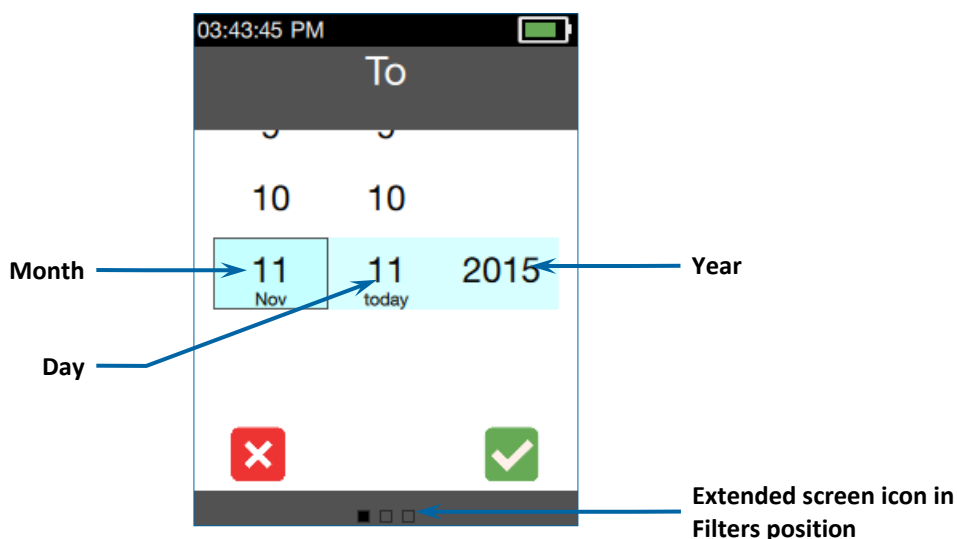 03:43:45 PM
To
10 10
Month
11 11 2015
Nov today
Year
Day
Extended screen icon in
Filters position